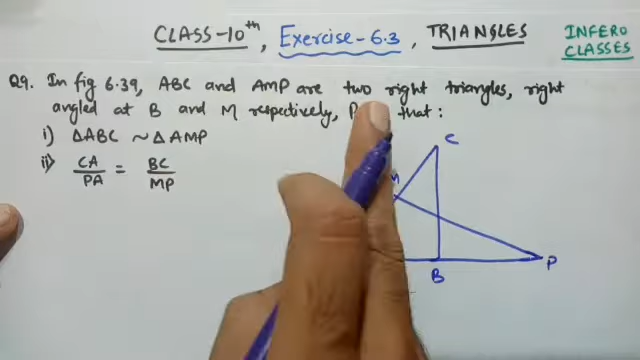 CLASS-10th, Exercise-6.3, TRIANGLES
INFERO CLASSES
Q9. In fig 6.39, ABC and AMP are two right triangles, right
angled at B and M respectively, that:
i) ΔABC ~ ΔAMP
ii) CA/PA = BC/MP
C
M
B
P